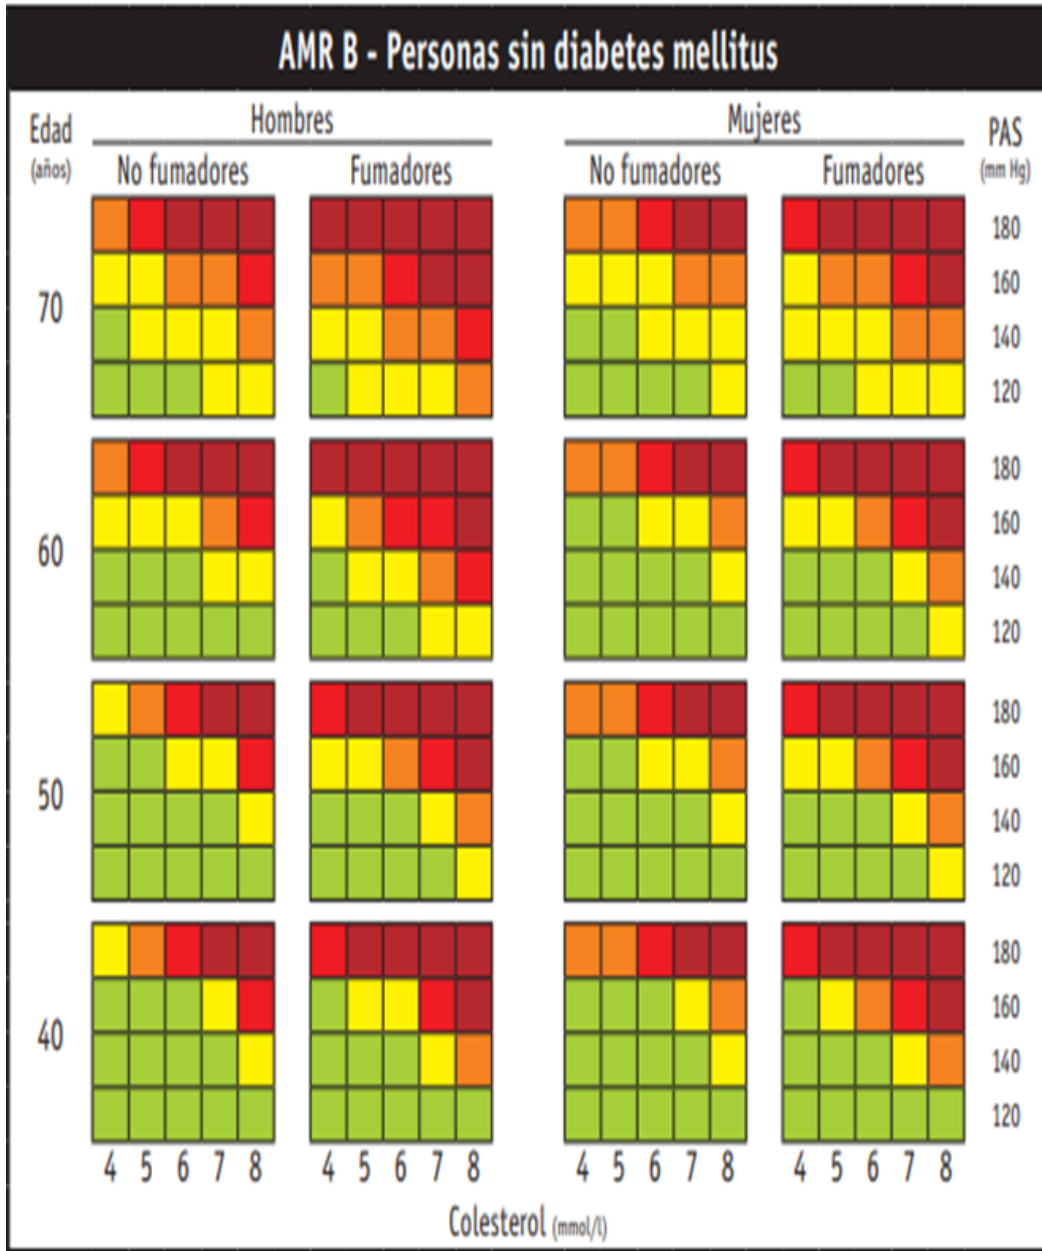 AMR B - Personas sin diabetes mellitus
Edad
(años)
Hombres
Mujeres
PAS
(mm Hg)
No fumadores
Fumadores
No fumadores
Fumadores
70
180
160
140
120
60
180
160
140
120
50
180
160
140
120
40
180
160
140
120
4 5 6 7 8 4 5 6 7 8 4 5 6 7 8 4 5 6 7 8
Colesterol (mmol/l)